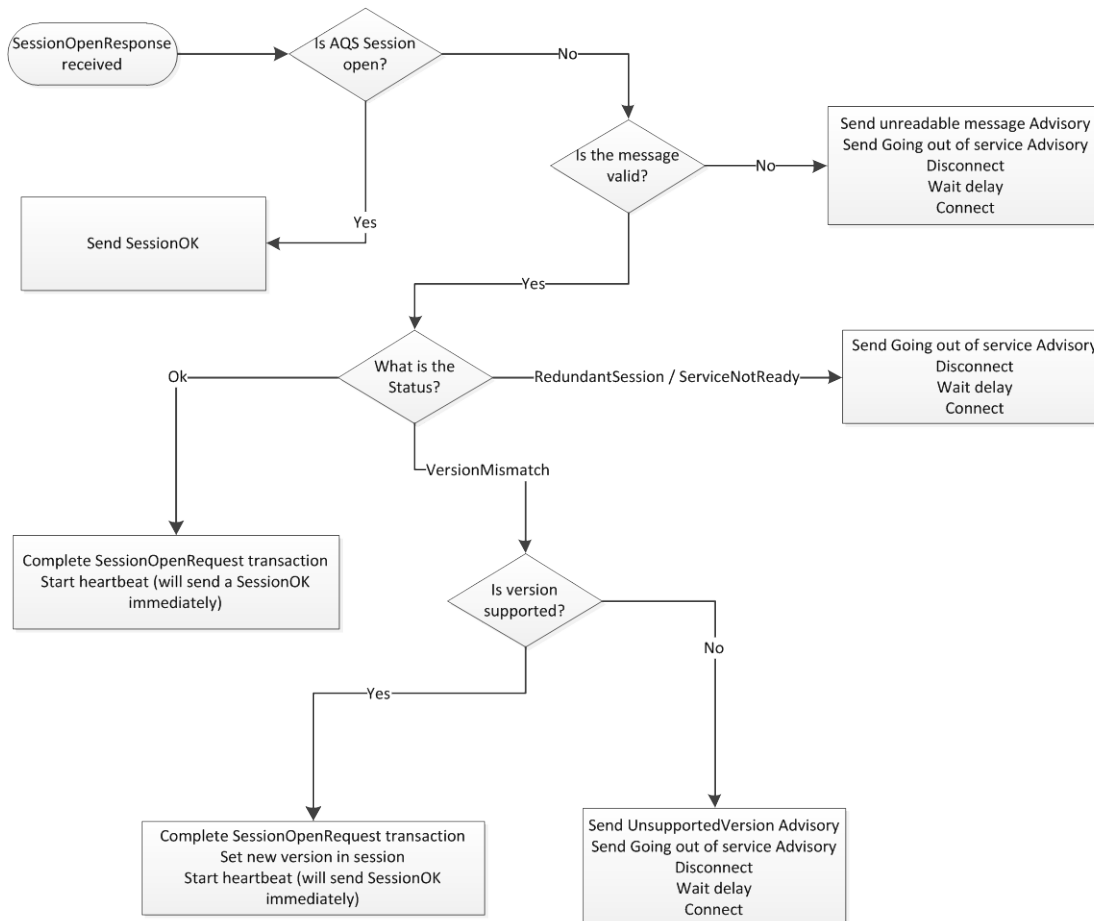 SessionOpenResponse
received
Is AQS Session
open?
No
Yes
Send SessionOK
Is the message
valid?
No
Send unreadable message Advisory
Send Going out of service Advisory
Disconnect
Wait delay
Connect
Yes
What is the
Status?
Ok
RedundantSession / ServiceNotReady
Send Going out of service Advisory
Disconnect
Wait delay
Connect
VersionMismatch
Complete SessionOpenRequest transaction
Start heartbeat (will send a SessionOK
immediately)
Is version
supported?
No
Yes
Complete SessionOpenRequest transaction
Set new version in session
Start heartbeat (will send SessionOK
immediately)
Send UnsupportedVersion Advisory
Send Going out of service Advisory
Disconnect
Wait delay
Connect